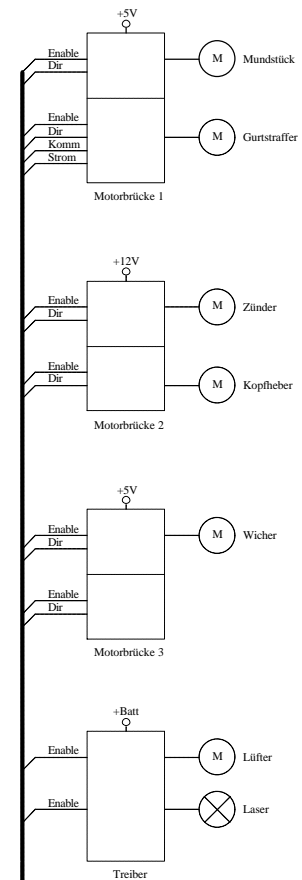 +5V
Enable
Dir
M
Mundstück
Enable
Dir
Komm
Strom
M
Gurtstraffer
Motorbrücke 1
+12V
Enable
Dir
M
Zünder
Enable
Dir
M
Kopfheber
Motorbrücke 2
+5V
Enable
Dir
M
Wicher
Enable
Dir
Motorbrücke 3
+Batt
Enable
M
Lüfter
Enable
Laser
Treiber